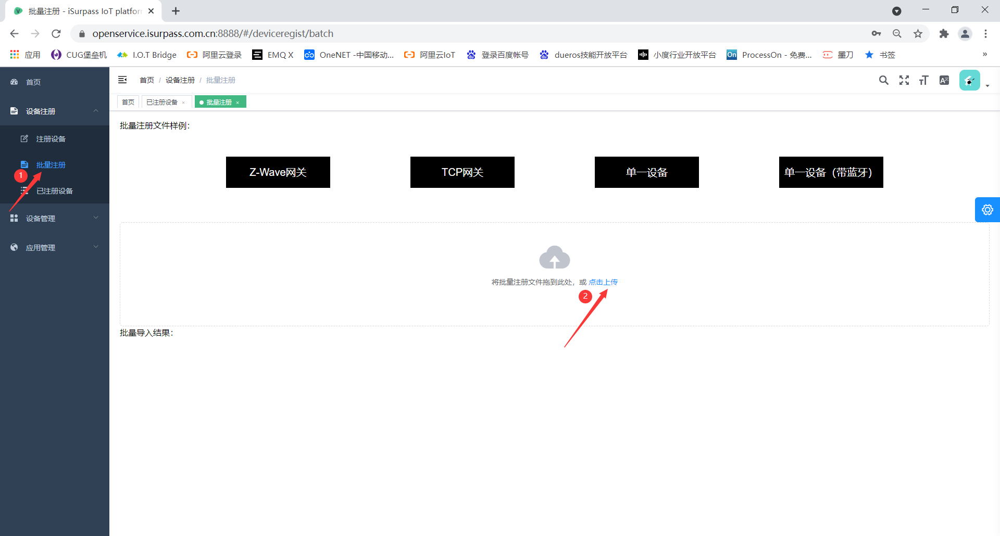 批量注册 - iSurpass IoT platfor
openservice.isurpass.com.cn:8888/#/deviceregist/batch
应用 CUG堡垒机 I.O.T Bridge 阿里云登录 EMQ X OneNET -中国移动... 阿里云IoT 登录百度帐号 dueros技能开放平台 小度行业开放平台 On ProcessOn - 免费... 墨刀 书签 »
首页
设备注册
注册设备
批量注册
1
已注册设备
设备管理
应用管理
首页 / 设备注册 / 批量注册
首页 已注册设备 × 批量注册 ×
批量注册文件样例：
Z-Wave网关 TCP网关 单一设备 单一设备（带蓝牙）
将批量注册文件拖到此处，或 点击上传
2
批量导入结果：